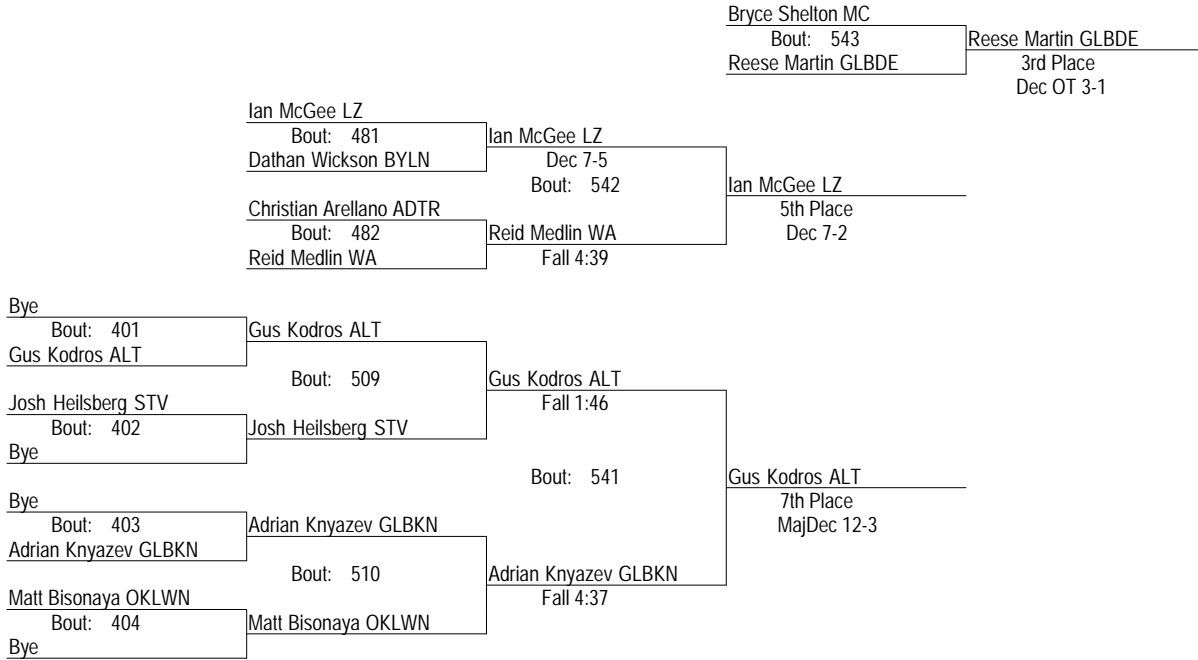 Bryce Shelton MC
Bout: 543
Reese Martin GLBDE
Reese Martin GLBDE
3rd Place
Dec OT 3-1
Ian McGee LZ
Bout: 481
Dathan Wickson BYLN
Ian McGee LZ
Dec 7-5
Bout: 542
Christian Arellano ADTR
Bout: 482
Reid Medlin WA
Reid Medlin WA
Fall 4:39
Ian McGee LZ
5th Place
Dec 7-2
Bye
Bout: 401
Gus Kodros ALT
Gus Kodros ALT
Bout: 509
Josh Heilsberg STV
Bout: 402
Bye
Josh Heilsberg STV
Gus Kodros ALT
Fall 1:46
Bout: 541
Bye
Bout: 403
Adrian Knyazev GLBKN
Adrian Knyazev GLBKN
Bout: 510
Matt Bisonaya OKLWN
Bout: 404
Bye
Matt Bisonaya OKLWN
Adrian Knyazev GLBKN
Fall 4:37
Gus Kodros ALT
7th Place
MajDec 12-3